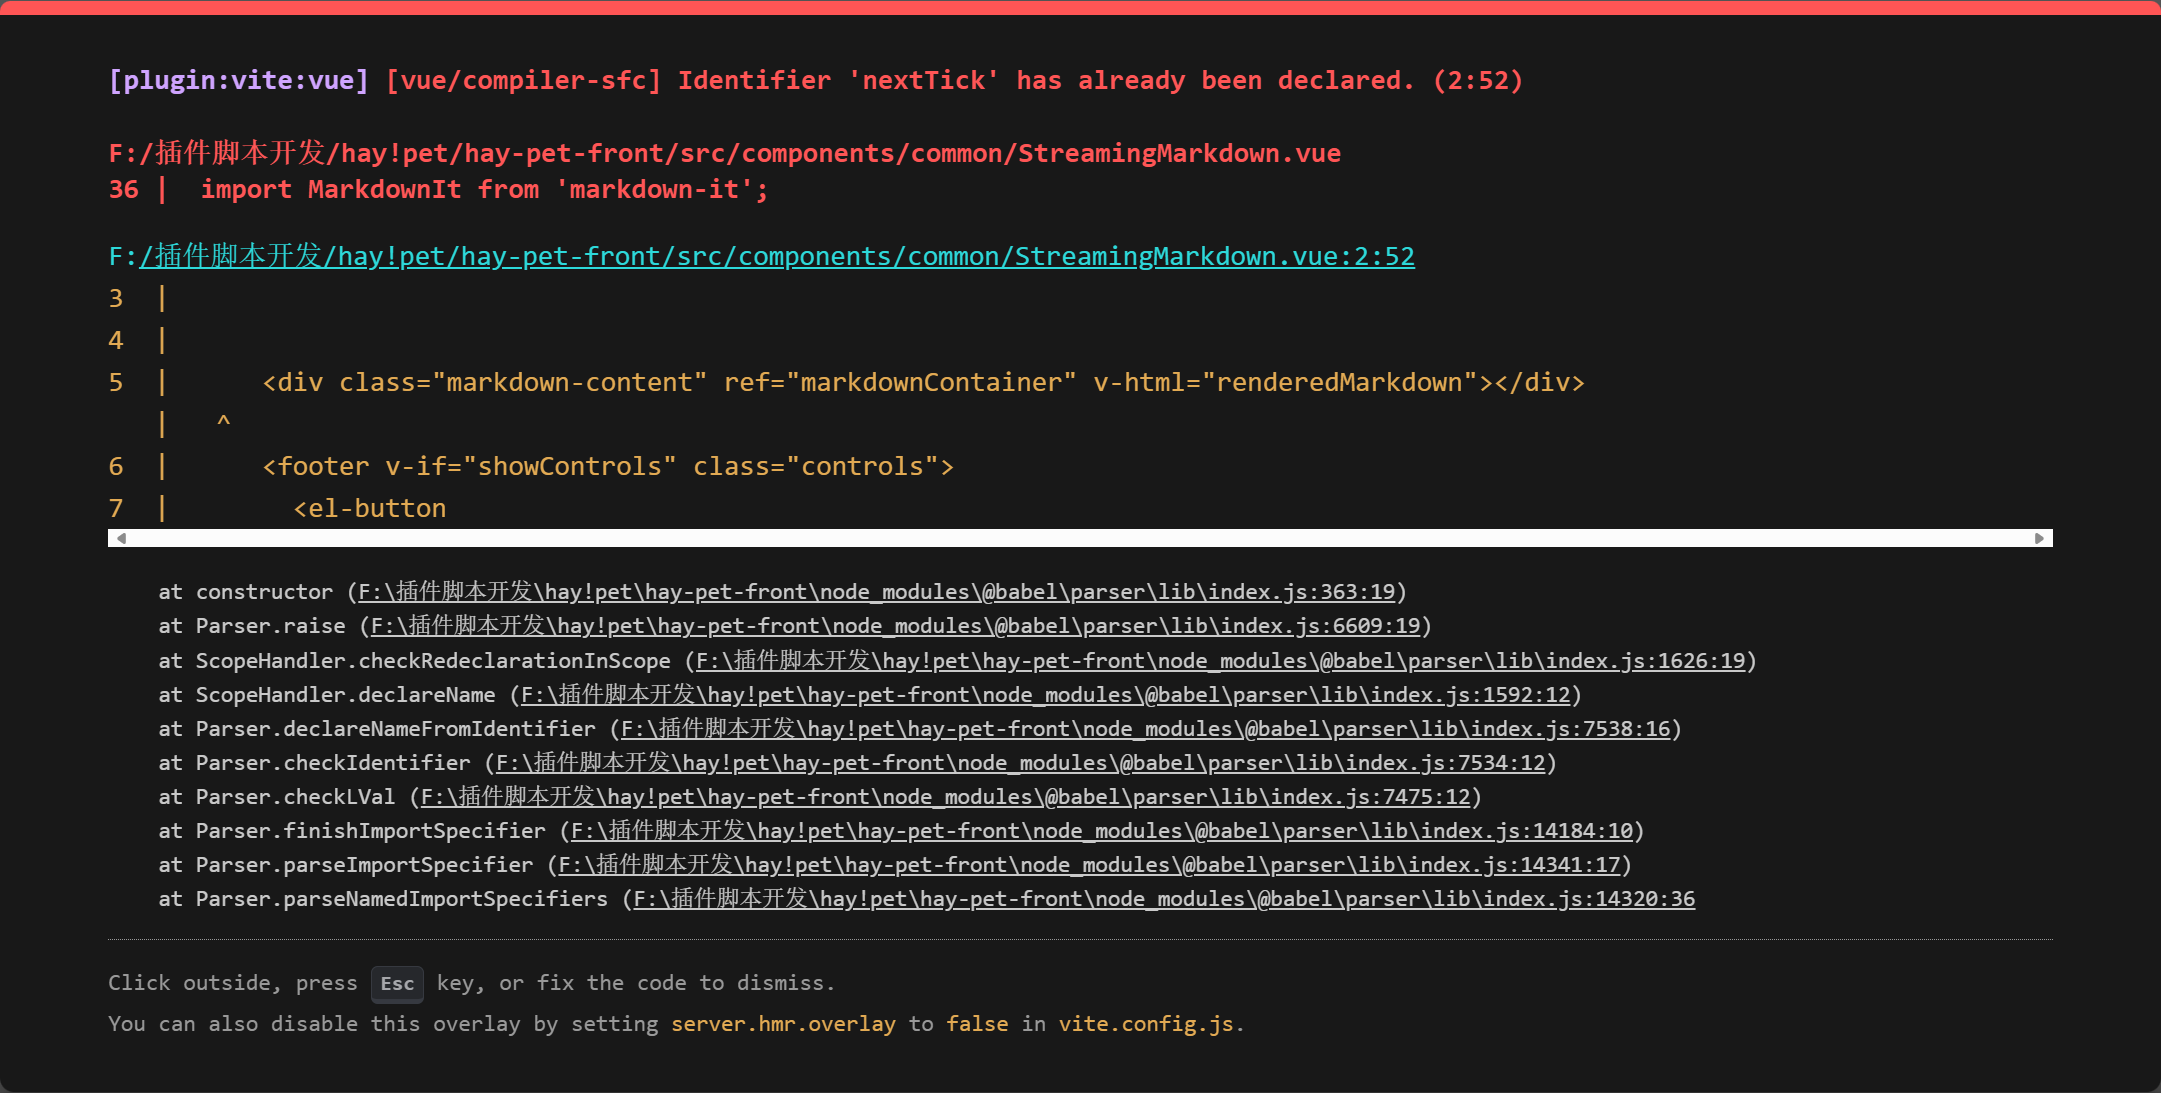 [plugin:vite:vue] [vue/compiler-sfc] Identifier 'nextTick' has already been declared. (2:52)
F:/插件脚本开发/hay!pet/hay-pet-front/src/components/common/StreamingMarkdown.vue
36 |  import MarkdownIt from 'markdown-it';
F:/插件脚本开发/hay!pet/hay-pet-front/src/components/common/StreamingMarkdown.vue:2:52
3  |
4  |
5  |      <div class="markdown-content" ref="markdownContainer" v-html="renderedMarkdown"></div>
   |   ^
6  |      <footer v-if="showControls" class="controls">
7  |        <el-button
at constructor (F:\插件脚本开发\hay!pet\hay-pet-front\node_modules\@babel\parser\lib\index.js:363:19)
at Parser.raise (F:\插件脚本开发\hay!pet\hay-pet-front\node_modules\@babel\parser\lib\index.js:6609:19)
at ScopeHandler.checkRedeclarationInScope (F:\插件脚本开发\hay!pet\hay-pet-front\node_modules\@babel\parser\lib\index.js:1626:19)
at ScopeHandler.declareName (F:\插件脚本开发\hay!pet\hay-pet-front\node_modules\@babel\parser\lib\index.js:1592:12)
at Parser.declareNameFromIdentifier (F:\插件脚本开发\hay!pet\hay-pet-front\node_modules\@babel\parser\lib\index.js:7538:16)
at Parser.checkIdentifier (F:\插件脚本开发\hay!pet\hay-pet-front\node_modules\@babel\parser\lib\index.js:7534:12)
at Parser.checkLVal (F:\插件脚本开发\hay!pet\hay-pet-front\node_modules\@babel\parser\lib\index.js:7475:12)
at Parser.finishImportSpecifier (F:\插件脚本开发\hay!pet\hay-pet-front\node_modules\@babel\parser\lib\index.js:14184:10)
at Parser.parseImportSpecifier (F:\插件脚本开发\hay!pet\hay-pet-front\node_modules\@babel\parser\lib\index.js:14341:17)
at Parser.parseNamedImportSpecifiers (F:\插件脚本开发\hay!pet\hay-pet-front\node_modules\@babel\parser\lib\index.js:14320:36
Click outside, press Esc key, or fix the code to dismiss.
You can also disable this overlay by setting server.hmr.overlay to false in vite.config.js.